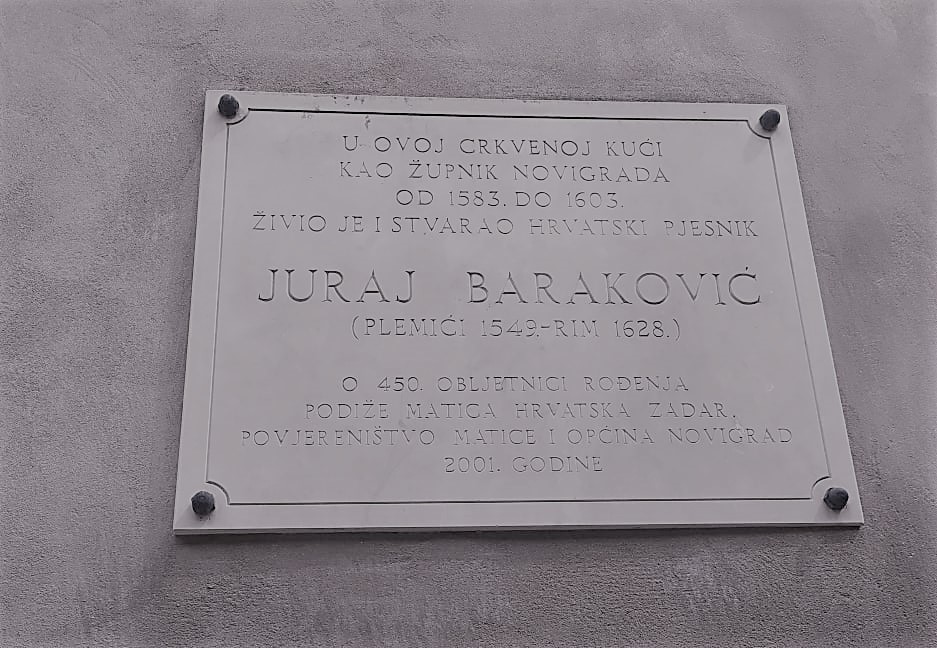 U OVOJ CRKVENOJ KUĆI
KAO ŽUPNIK NOVIGRADA
OD 1583. DO 1603.
ŽIVIO JE I STVARAO HRVATSKI PJESNIK
JURAJ BARAKOVIĆ
(PLEMIĆI 1549.-RIM 1628.)
O 450. OBLJETNICI ROĐENJA
PODIŽE MATICA HRVATSKA ZADAR,
POVJERENIŠTVO MATICE I OPĆINA NOVIGRAD
2001. GODINE